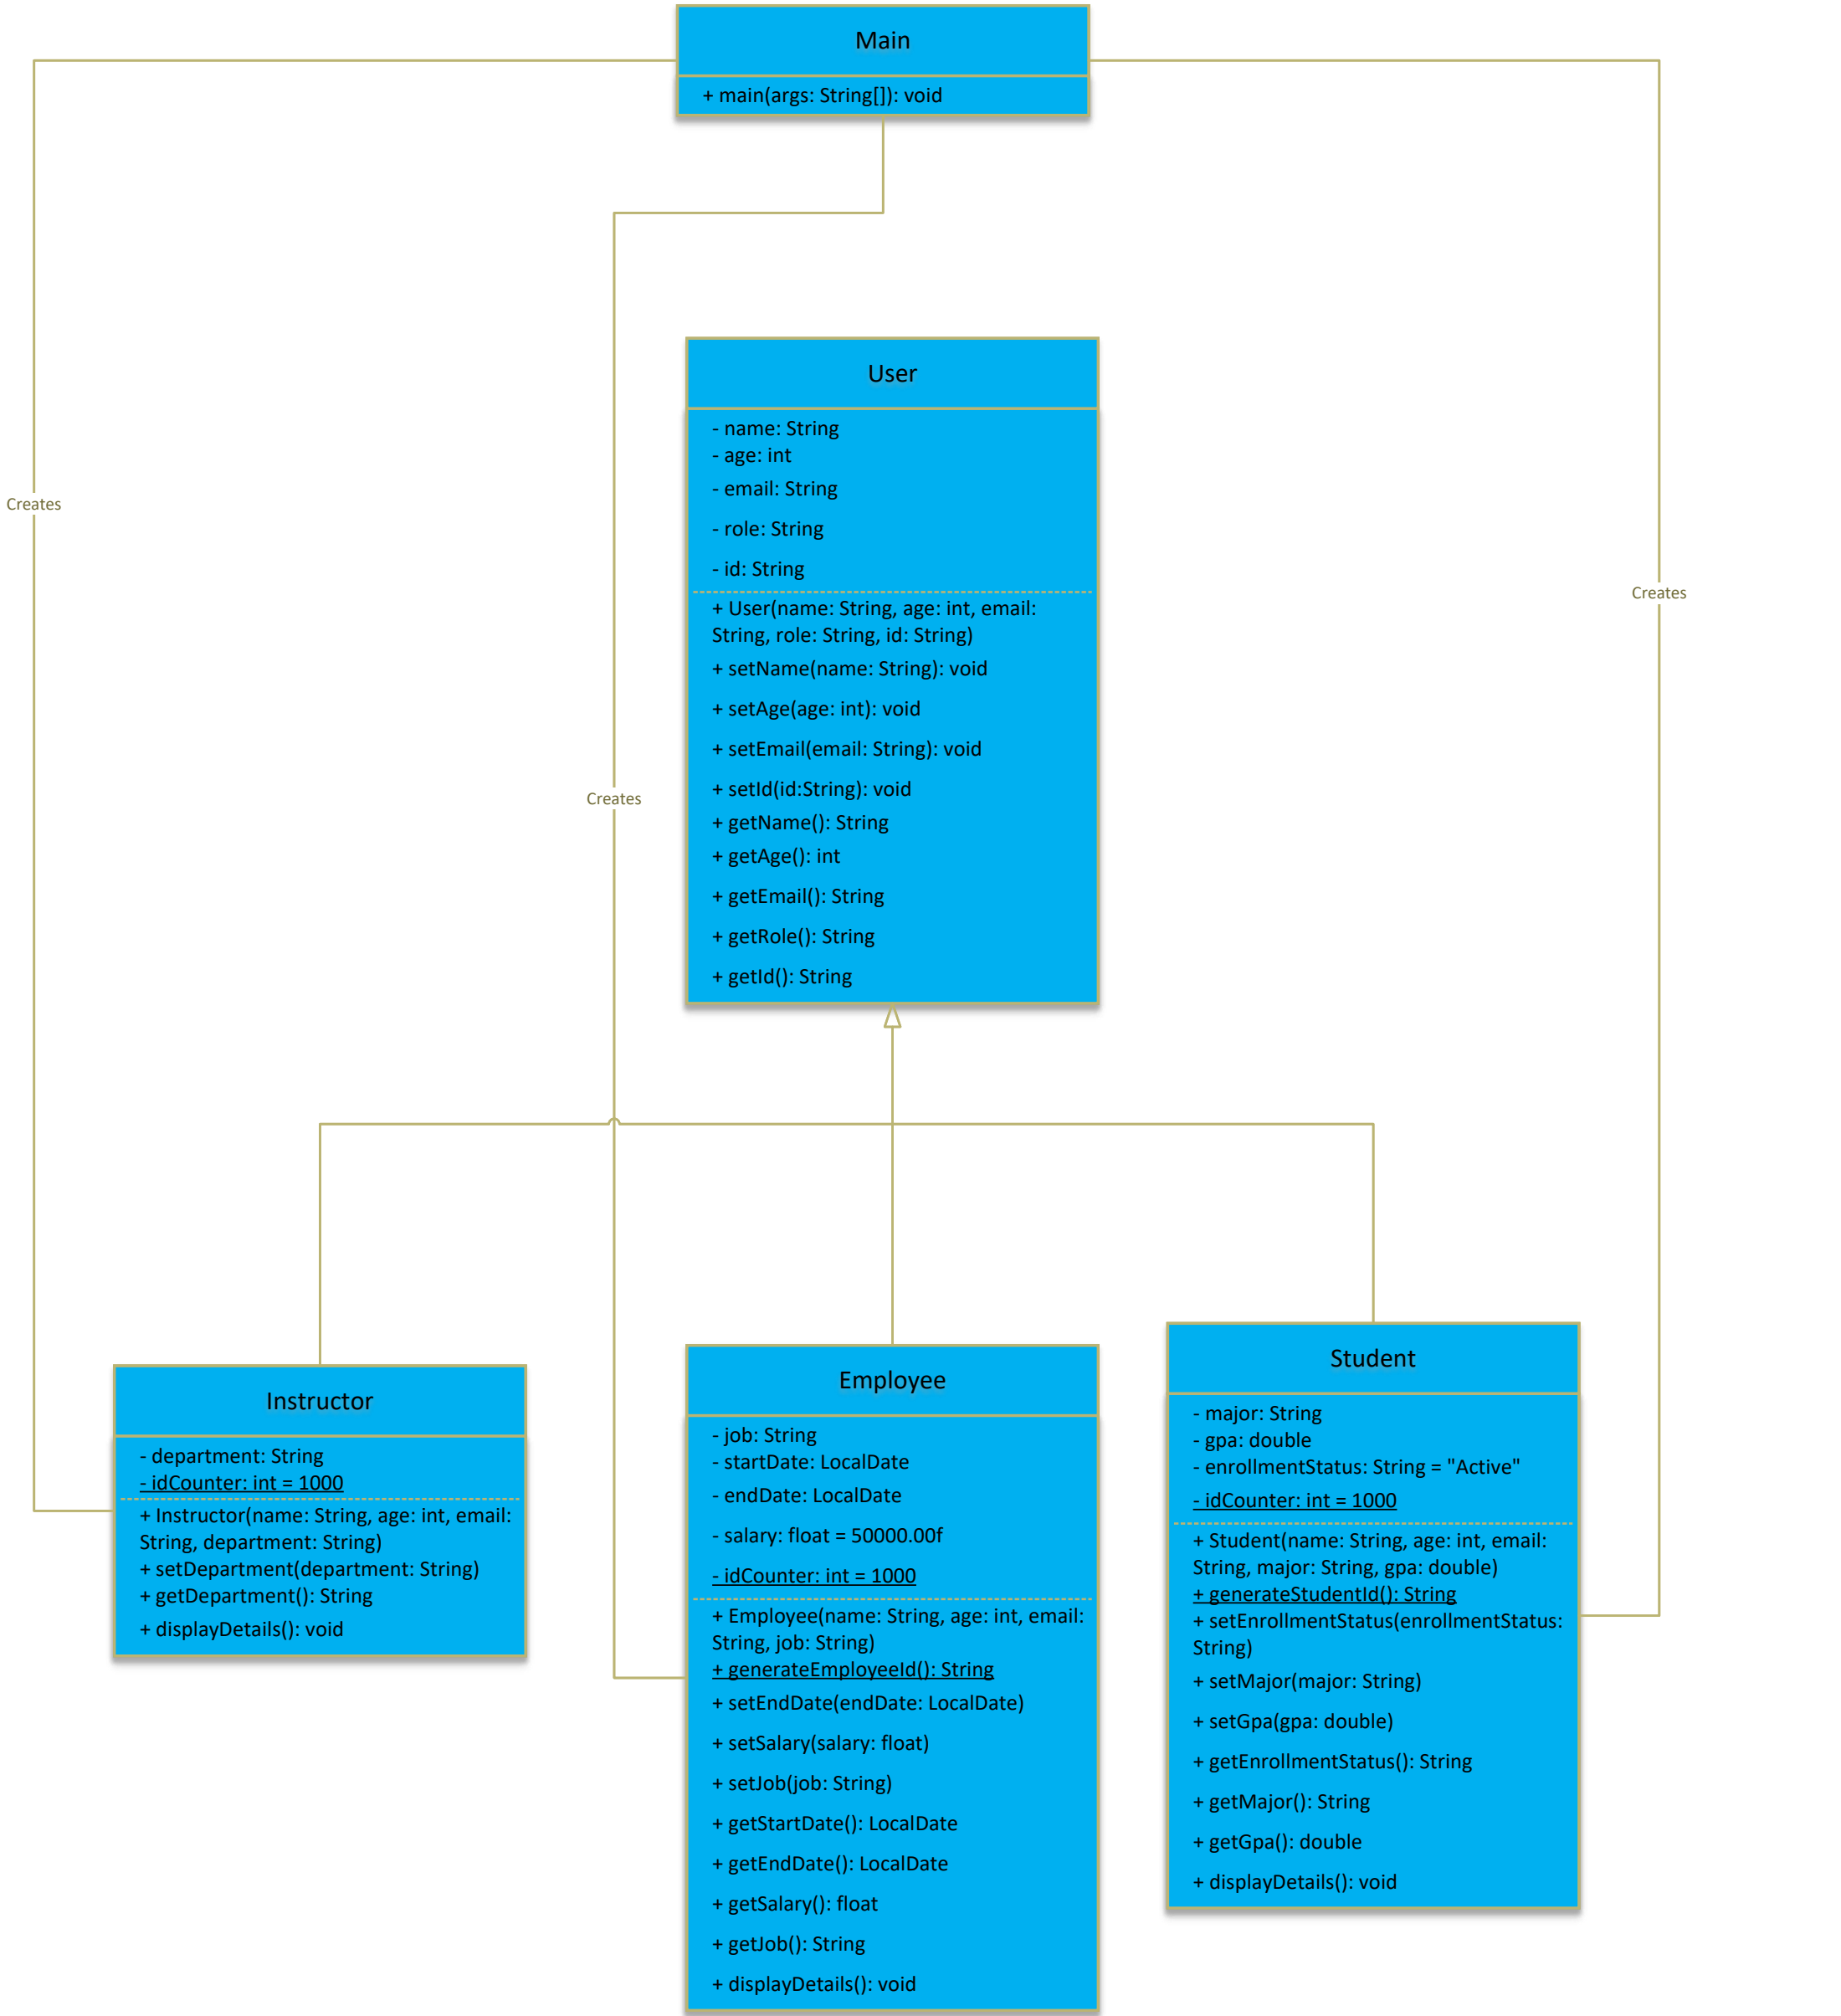 Main
+ main(args: String[]): void
Creates
Creates
Creates
User
- name: String
- age: int
- email: String
- role: String
- id: String
+ User(name: String, age: int, email:
String, role: String, id: String)
+ setName(name: String): void
+ setAge(age: int): void
+ setEmail(email: String): void
+ setId(id:String): void
+ getName(): String
+ getAge(): int
+ getEmail(): String
+ getRole(): String
+ getId(): String
Instructor
- department: String
- idCounter: int = 1000
+ Instructor(name: String, age: int, email:
String, department: String)
+ setDepartment(department: String)
+ getDepartment(): String
+ displayDetails(): void
Employee
- job: String
- startDate: LocalDate
- endDate: LocalDate
- salary: float = 50000.00f
- idCounter: int = 1000
+ Employee(name: String, age: int, email:
String, job: String)
+ generateEmployeeId(): String
+ setEndDate(endDate: LocalDate)
+ setSalary(salary: float)
+ setJob(job: String)
+ getStartDate(): LocalDate
+ getEndDate(): LocalDate
+ getSalary(): float
+ getJob(): String
+ displayDetails(): void
Student
- major: String
- gpa: double
- enrollmentStatus: String = "Active"
- idCounter: int = 1000
+ Student(name: String, age: int, email:
String, major: String, gpa: double)
+ generateStudentId(): String
+ setEnrollmentStatus(enrollmentStatus:
String)
+ setMajor(major: String)
+ setGpa(gpa: double)
+ getEnrollmentStatus(): String
+ getMajor(): String
+ getGpa(): double
+ displayDetails(): void